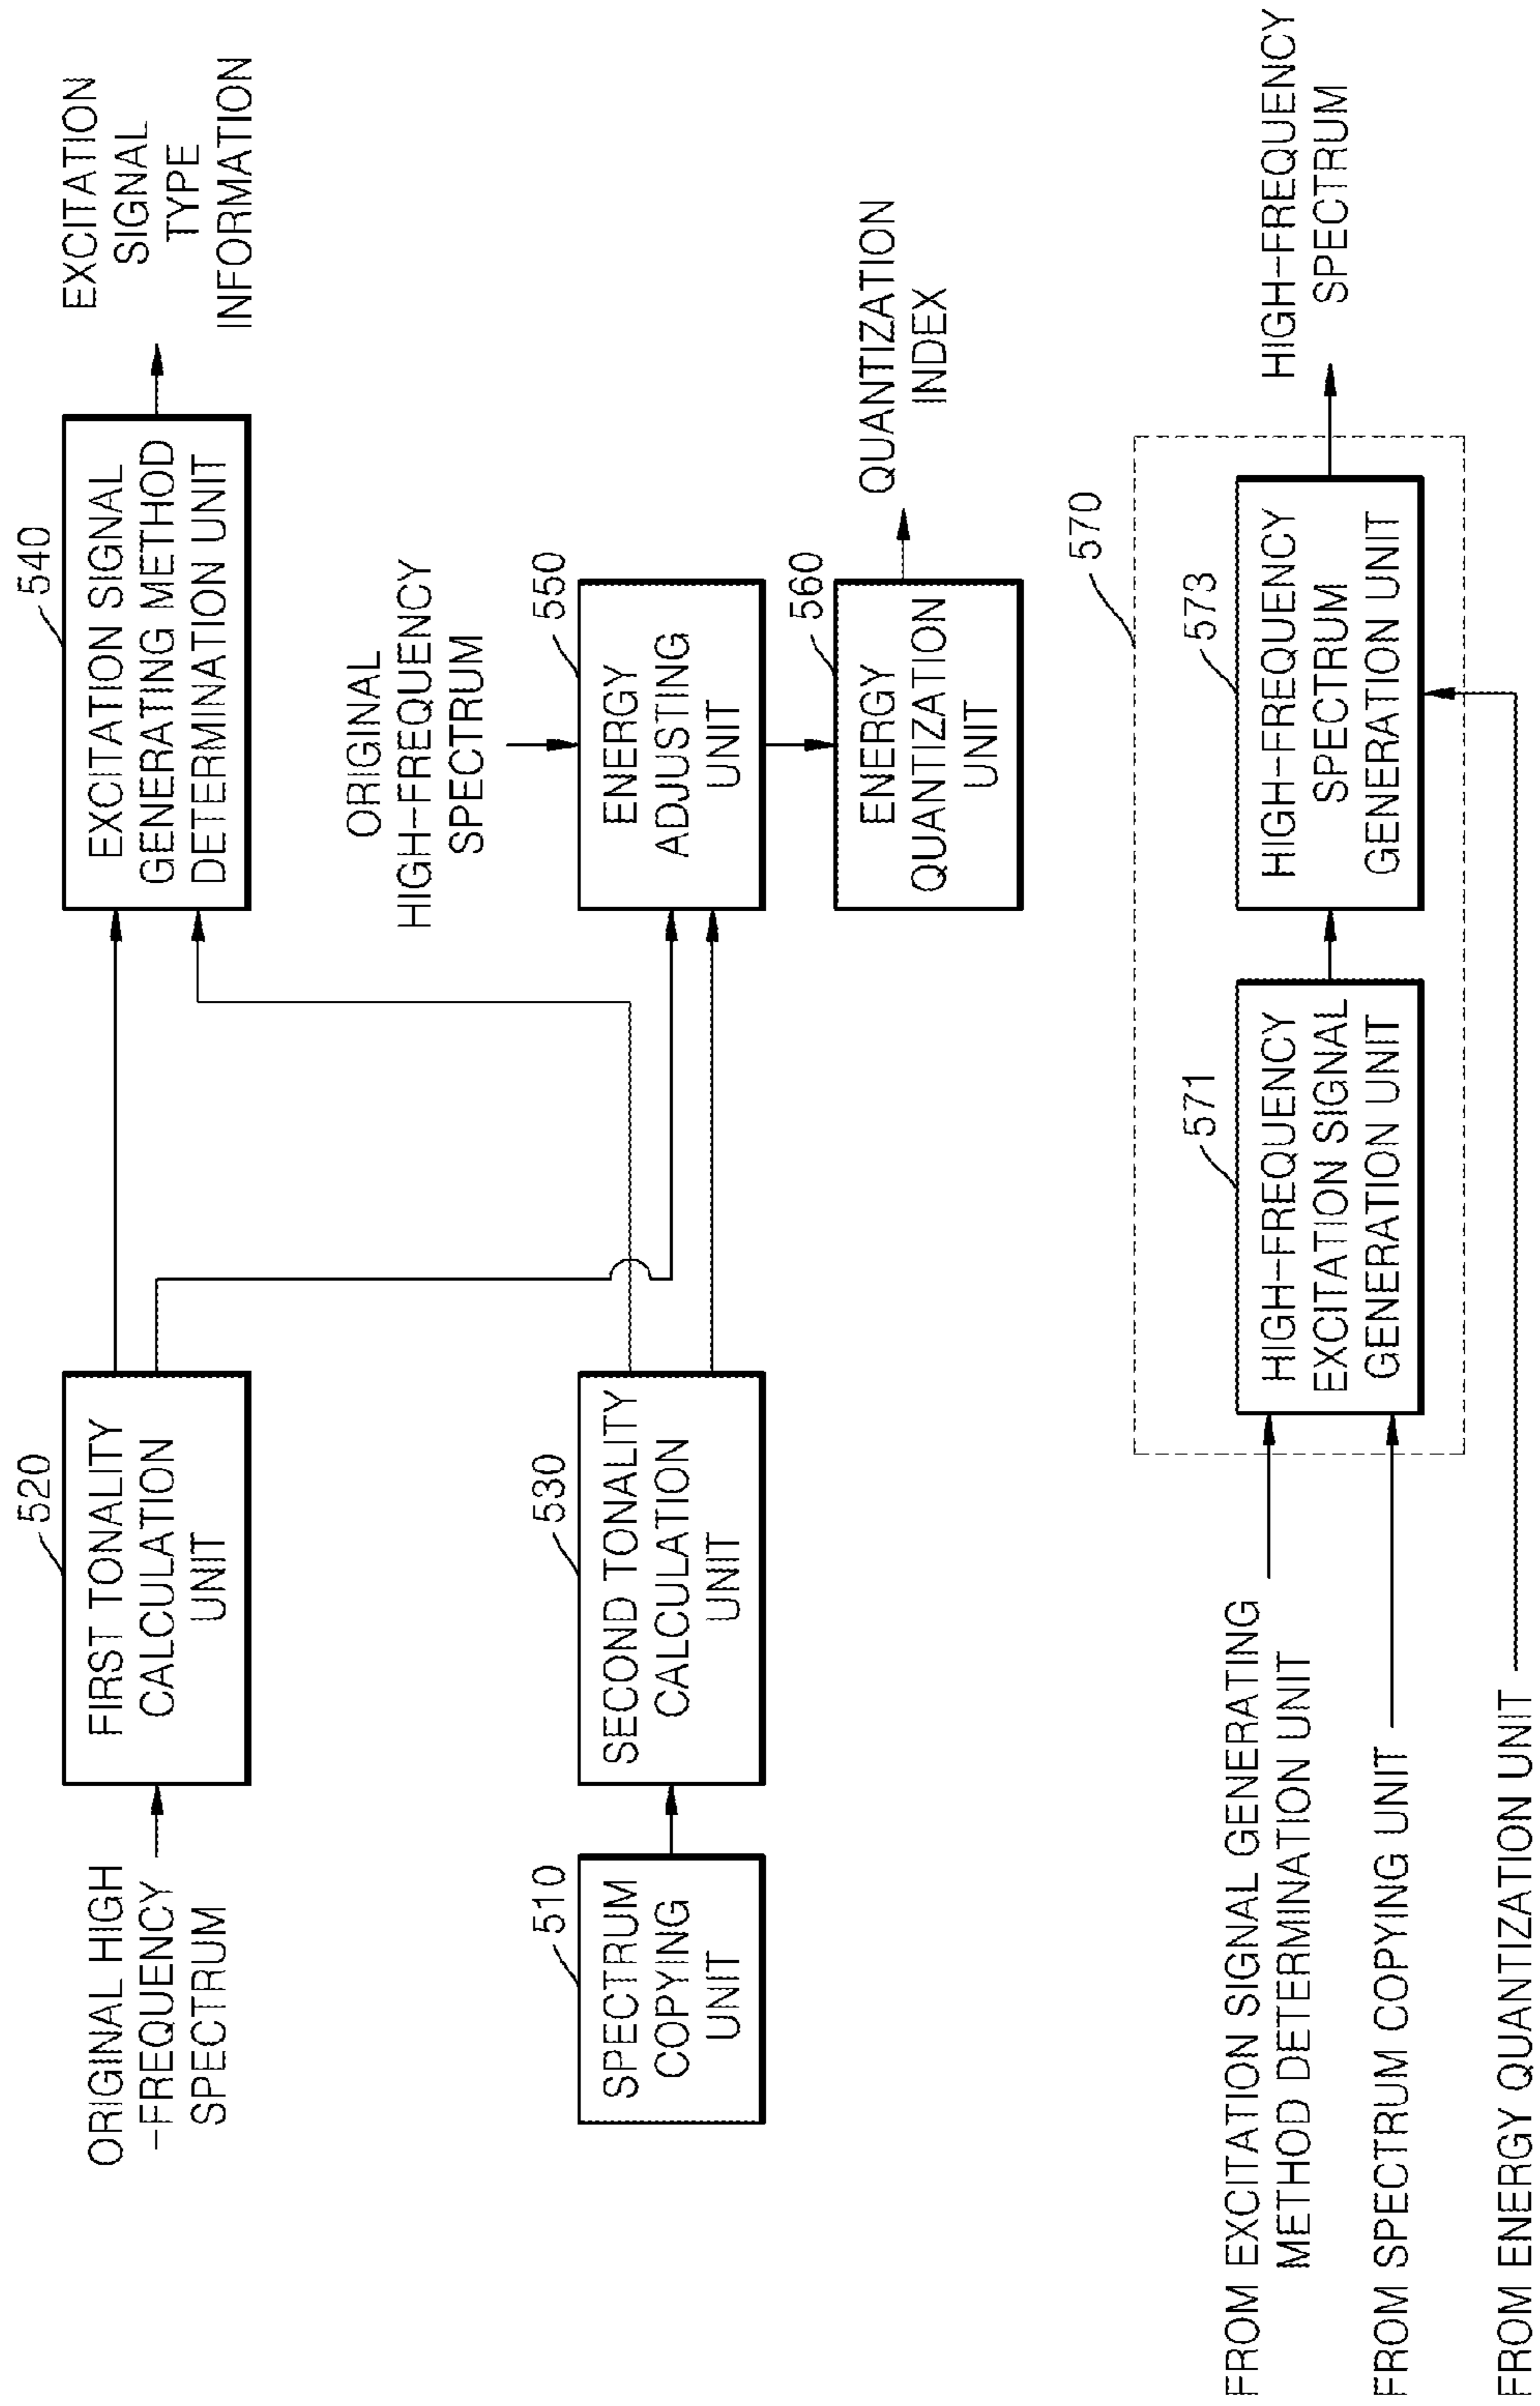 520
ORIGINAL HIGH
-FREQUENCY
SPECTRUM
FIRST TONALITY
CALCULATION
UNIT
540
EXCITATION SIGNAL
GENERATING METHOD
DETERMINATION UNIT
EXCITATION
SIGNAL
TYPE
INFORMATION
ORIGINAL
HIGH-FREQUENCY
SPECTRUM
510
SPECTRUM
COPYING
UNIT
530
SECOND TONALITY
CALCULATION
UNIT
550
ENERGY
ADJUSTING
UNIT
560
ENERGY
QUANTIZATION
UNIT
QUANTIZATION
INDEX
570
571
HIGH-FREQUENCY
EXCITATION SIGNAL
GENERATION UNIT
573
HIGH-FREQUENCY
SPECTRUM
GENERATION UNIT
HIGH-FREQUENCY
SPECTRUM
FROM EXCITATION SIGNAL GENERATING
METHOD DETERMINATION UNIT
FROM SPECTRUM COPYING UNIT
FROM ENERGY QUANTIZATION UNIT